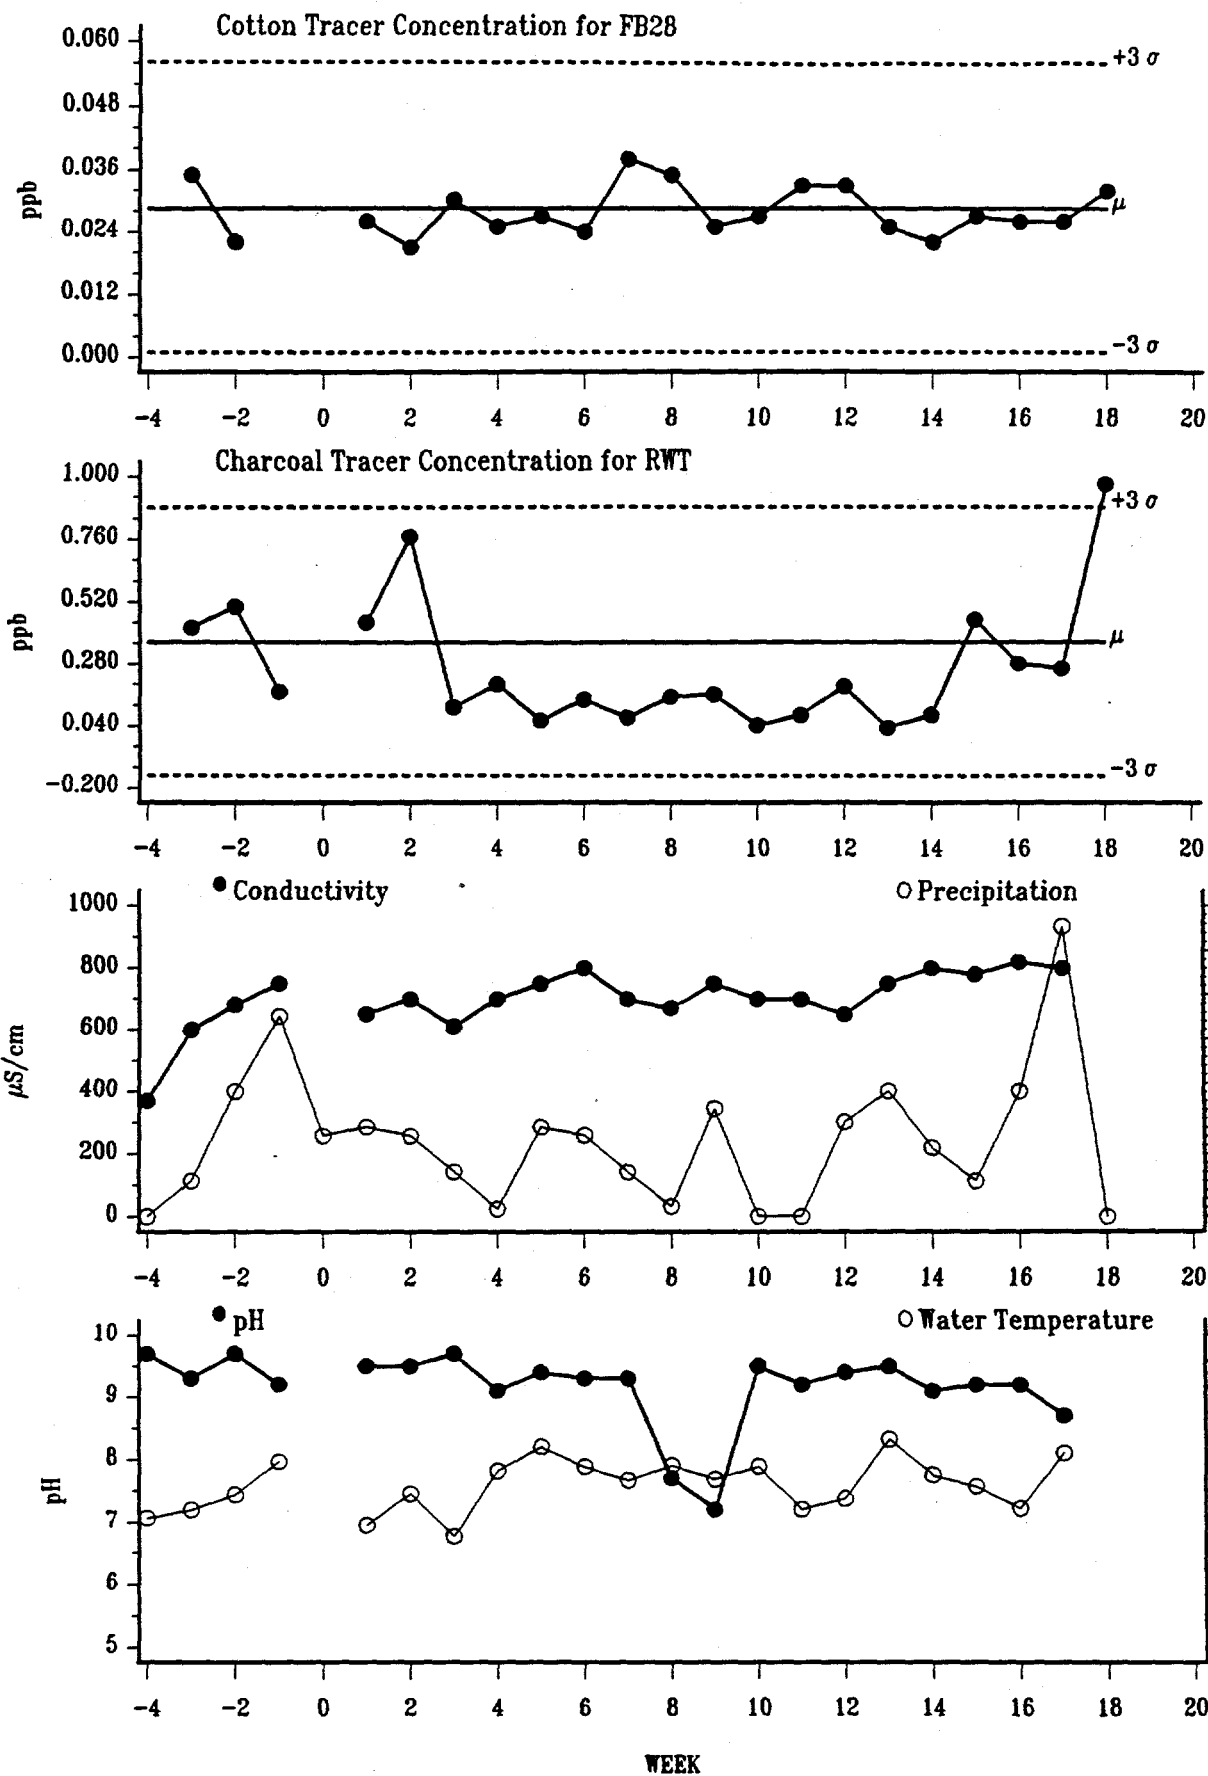 Cotton Tracer Concentration for FB28
0.060
+3 σ
0.048
0.036
ppb
μ
0.024
0.012
0.000
-3 σ
-4 -2 0 2 4 6 8 10 12 14 16 18 20
Charcoal Tracer Concentration for RWT
1.000
+3 σ
0.760
0.520
ppb
μ
0.280
0.040
-3 σ
-0.200
-4 -2 0 2 4 6 8 10 12 14 16 18 20
Conductivity Precipitation
1000
800
600
μS/cm
400
200
0
-4 -2 0 2 4 6 8 10 12 14 16 18 20
pH Water Temperature
10
9
8
pH
7
6
5
-4 -2 0 2 4 6 8 10 12 14 16 18 20
WEEK